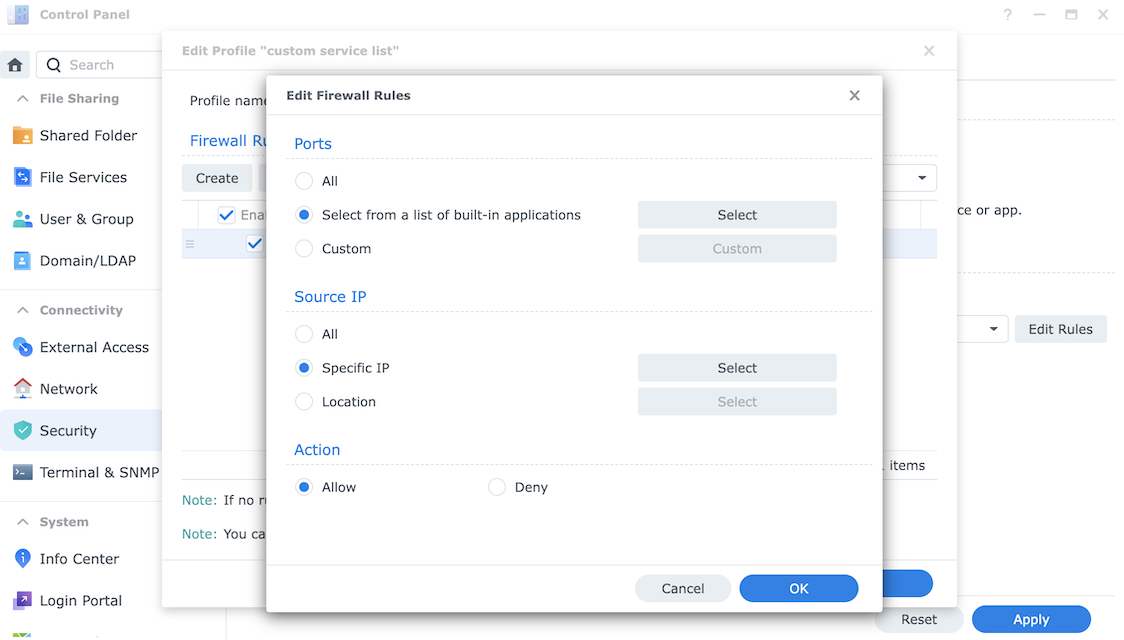 Control Panel
?
Search
File Sharing
Shared Folder
File Services
User & Group
Domain/LDAP
Connectivity
External Access
Network
Security
Terminal & SNMP
System
Info Center
Login Portal
Edit Profile "custom service list"
Profile name
Firewall Ru
Create
Enab
items
Note: If no ru
Note: You ca
Edit Firewall Rules
Ports
All
Select from a list of built-in applications
Select
Custom
Custom
Source IP
All
Specific IP
Select
Location
Select
Action
Allow
Deny
Cancel
OK
ce or app.
Edit Rules
Reset
Apply